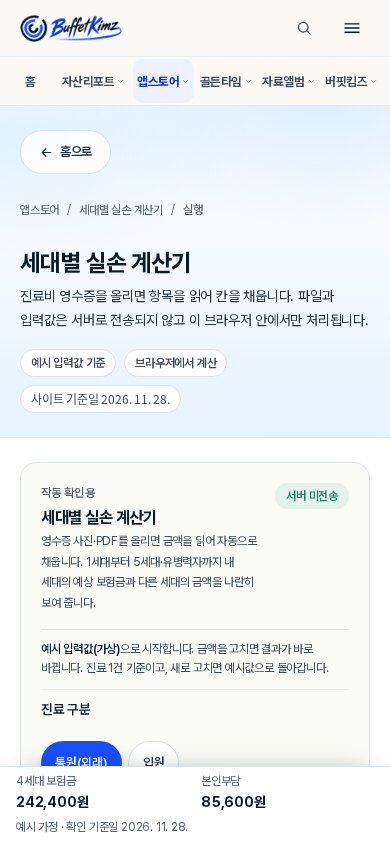 BuffetKimz
홈 자산리포트 앱스토어 골든타임 자료앨범 버핏킴즈
← 홈으로
앱스토어 / 세대별 실손 계산기 / 실행
세대별 실손 계산기
진료비 영수증을 올리면 항목을 읽어 칸을 채웁니다. 파일과
입력값은 서버로 전송되지 않고 이 브라우저 안에서만 처리됩니다.
예시 입력값 기준 브라우저에서 계산
사이트 기준일 2026. 11. 28.
작동 확인용
서버 미전송
세대별 실손 계산기
영수증 사진·PDF를 올리면 금액을 읽어 자동으로
채웁니다. 1세대부터 5세대·유병력자까지 내
세대의 예상 보험금과 다른 세대의 금액을 나란히
보여 줍니다.
예시 입력값(가상)으로 시작합니다. 금액을 고치면 결과가 바로
바뀝니다. 진료 1건 기준이고, 새로 고치면 예시값으로 돌아갑니다.
진료 구분
통원(외래) 입원
4세대 보험금 본인부담
242,400원 85,600원
예시 가정 · 확인 기준일 2026. 11. 28.